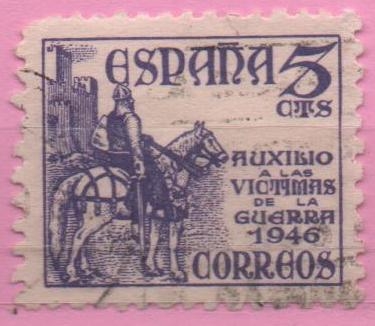 ESPAÑA 5
CTS
AUXILIO
A LAS
VICTIMAS
DE LA
GUERRA
1946
CORREOS